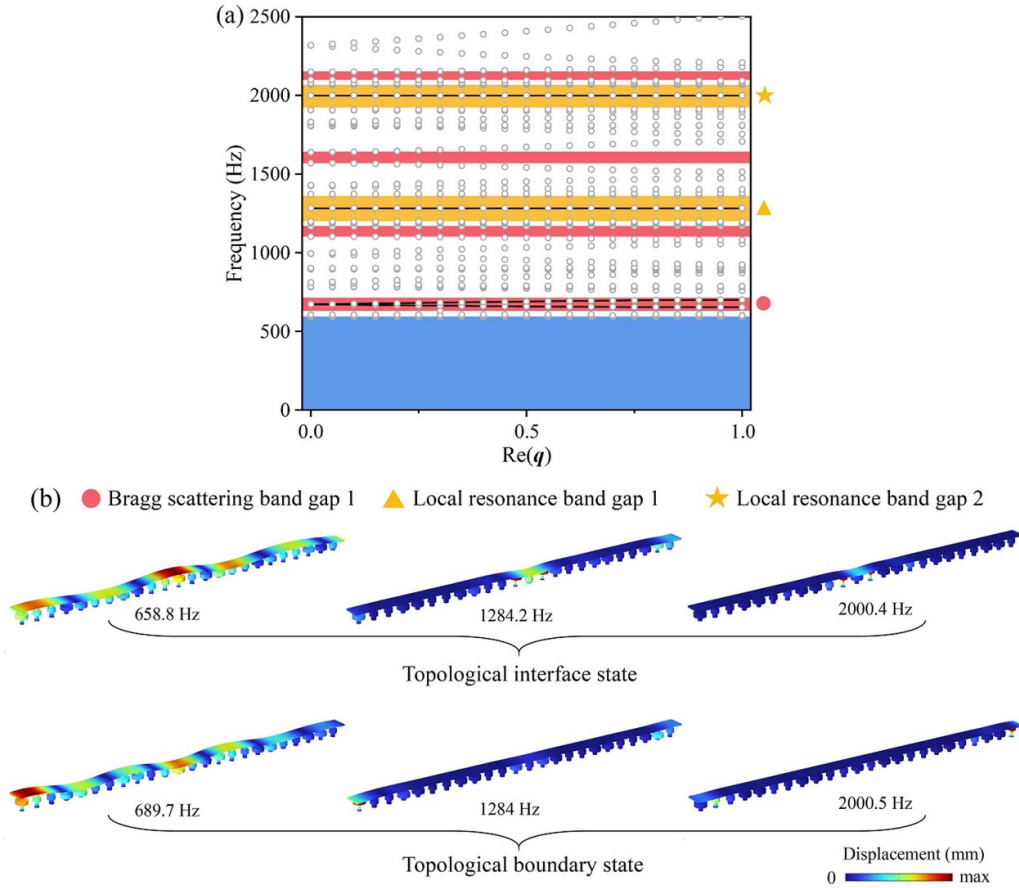 (a)
2500
2000
1500
1000
500
0
Frequency (Hz)
0.0
0.5
1.0
Re(q)
(b)
Bragg scattering band gap 1
Local resonance band gap 1
Local resonance band gap 2
658.8 Hz
1284.2 Hz
2000.4 Hz
Topological interface state
689.7 Hz
1284 Hz
2000.5 Hz
Topological boundary state
Displacement (mm)
0
max